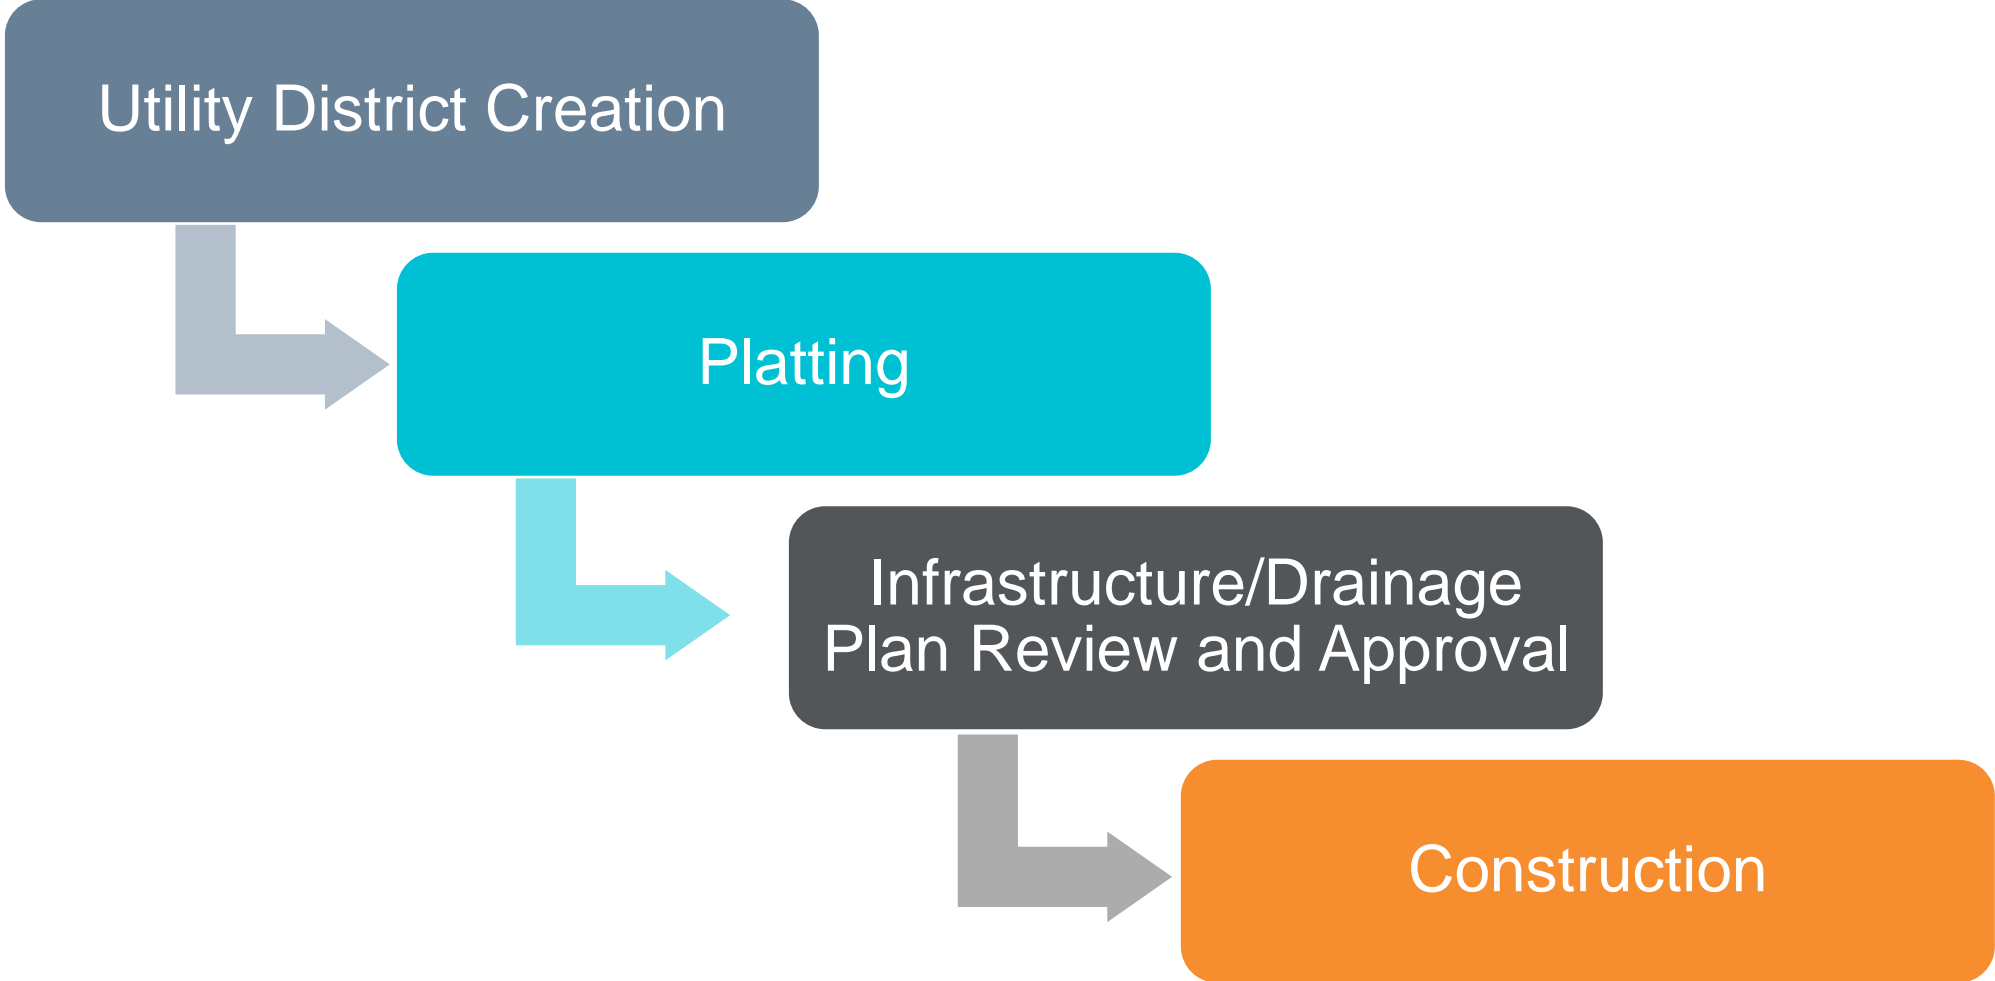 Utility District Creation
Platting
Infrastructure/Drainage
Plan Review and Approval
Construction